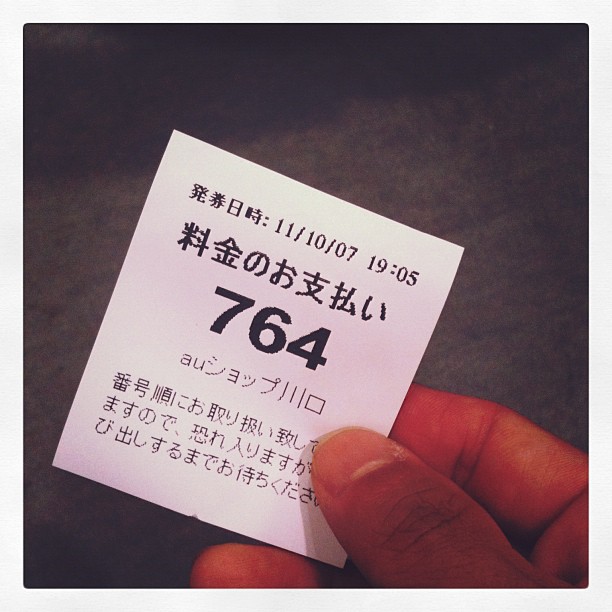 発券日時: 11/10/07 19:05
料金のお支払い
764
auショップ川口
番号順にお取り扱い致して
ますので、恐れ入りますが
び出しするまでお待ちくださ